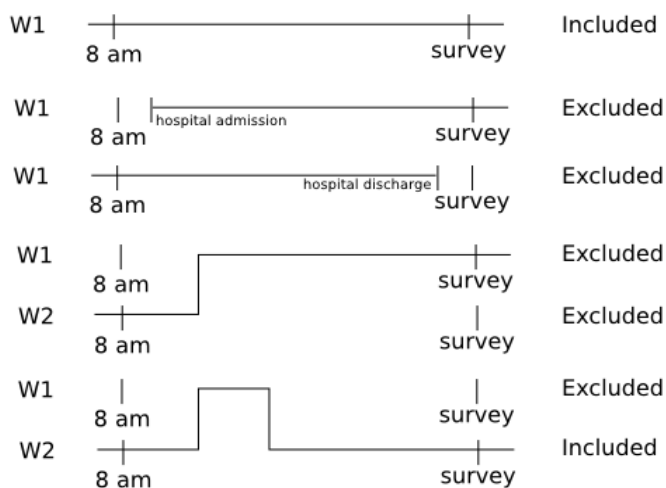 W1 Included
8 am survey
W1 Excluded
hospital admission
8 am survey
W1 Excluded
hospital discharge
8 am survey
W1 Excluded
8 am survey
W2 Excluded
8 am survey
W1 Excluded
8 am survey
W2 Included
8 am survey